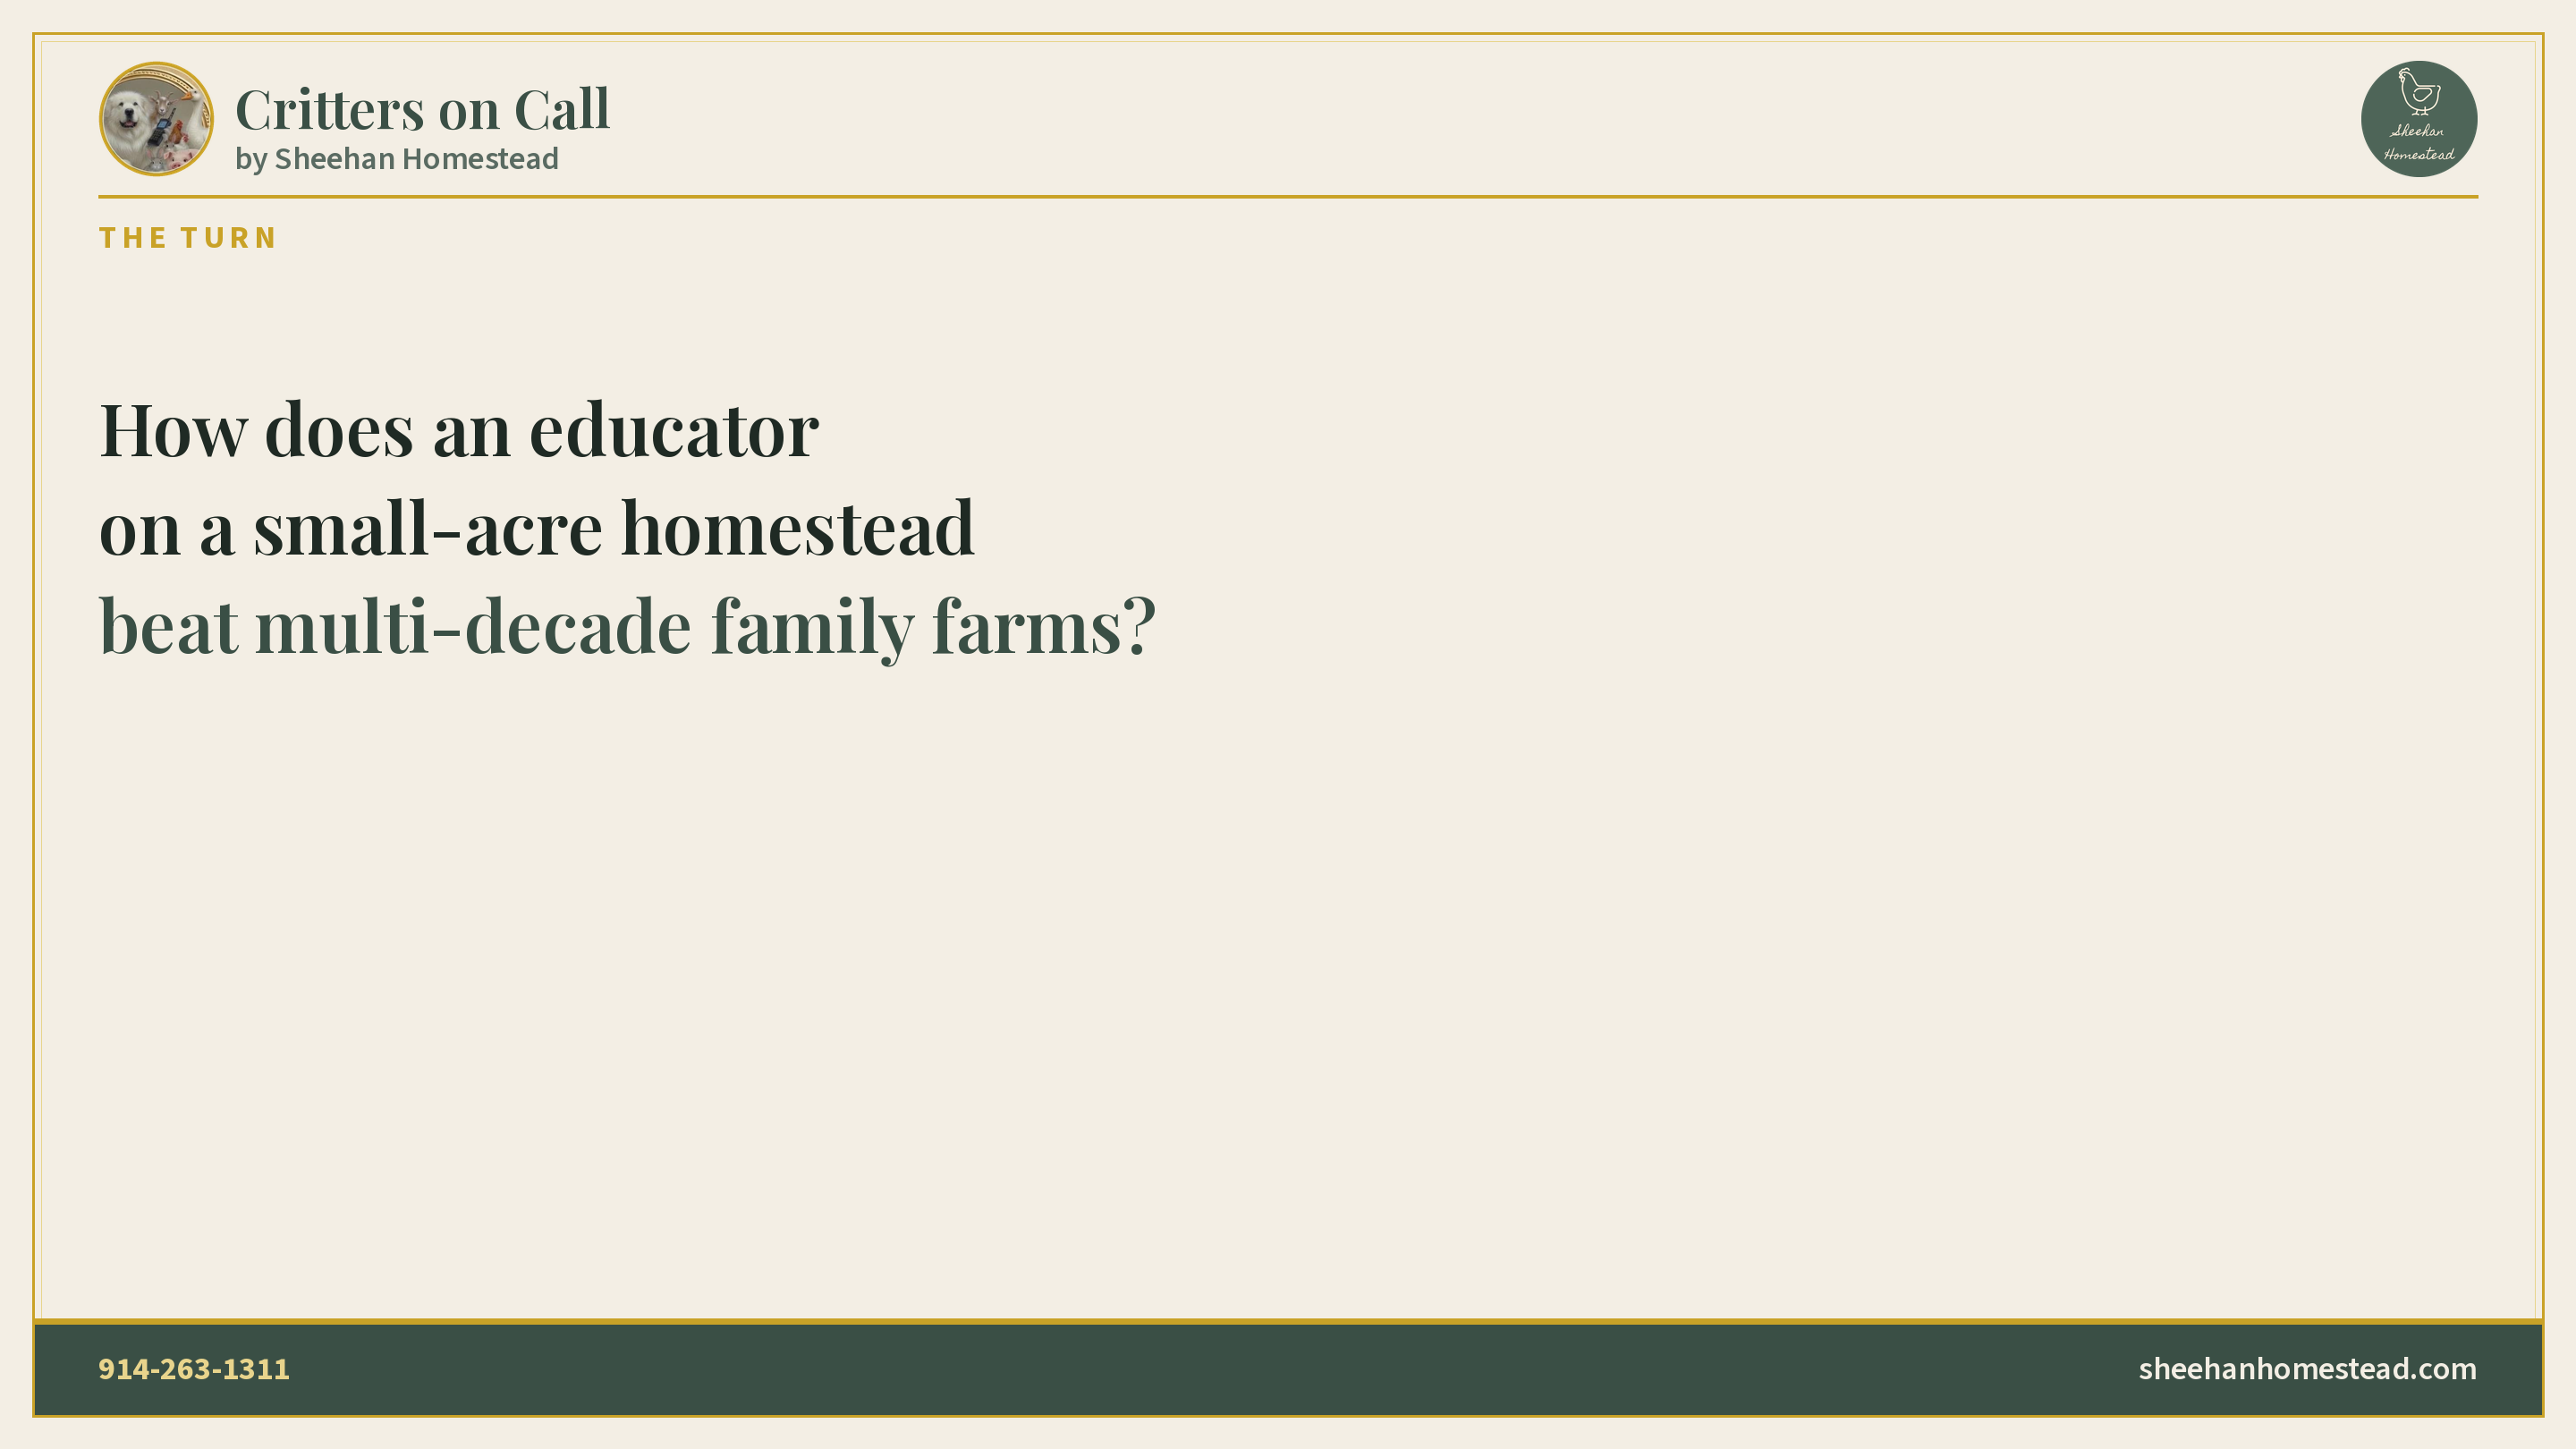 Critters on Call
by Sheehan Homestead
Sheehan
Homestead
THE TURN
How does an educator
on a small-acre homestead
beat multi-decade family farms?
914-263-1311
sheehanhomestead.com